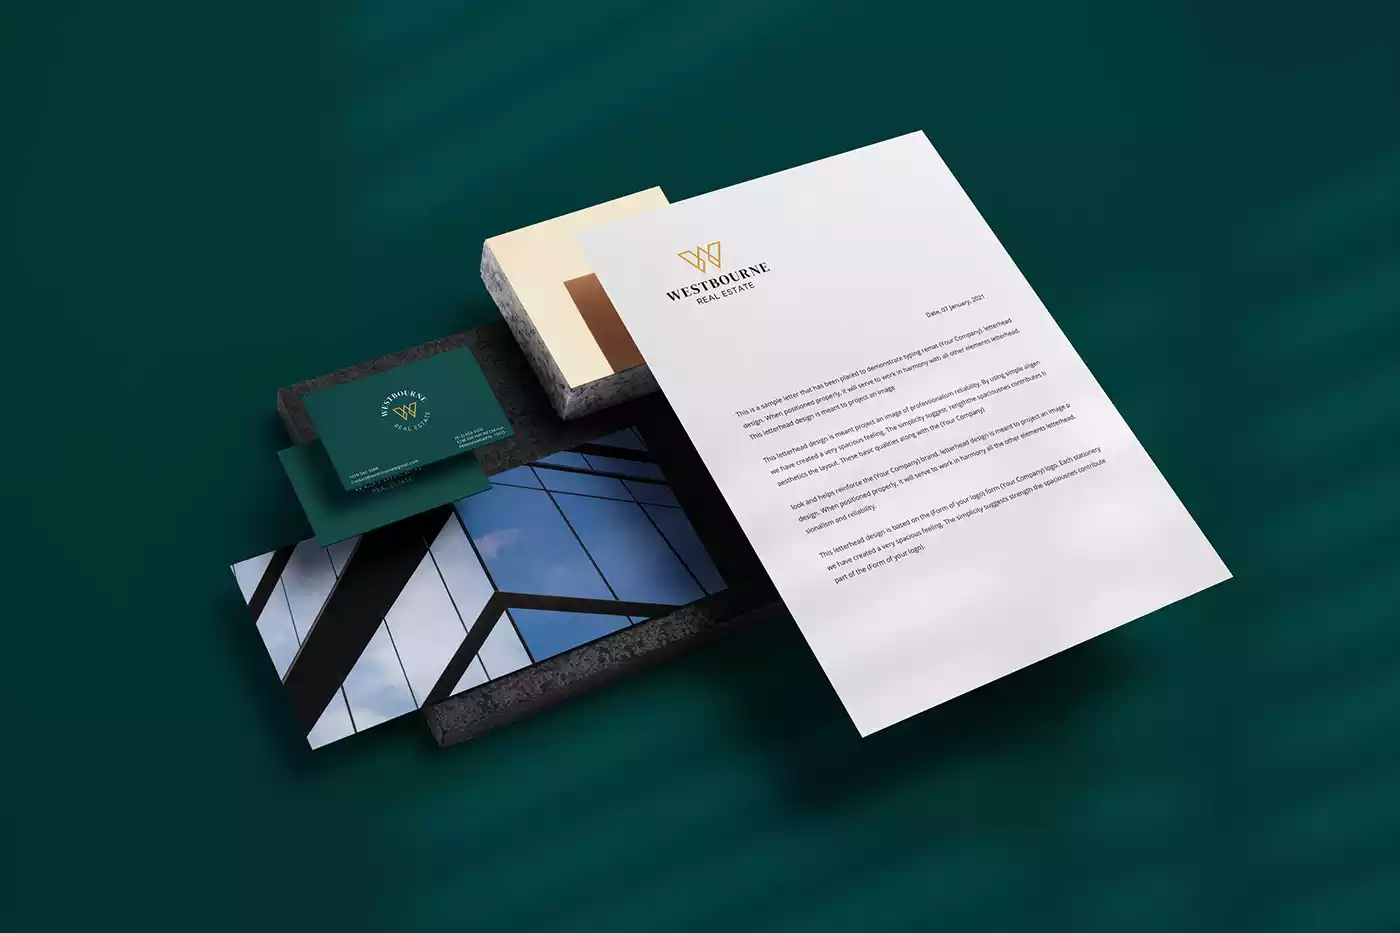 WESTBOURNE
REAL ESTATE
Date, 07 January, 2021
This is a sample letter that has been placed to demonstrate typing remat (Your Company), letterhead
design. When positioned properly, it will serve to work in harmony with all other elements letterhead.
This letterhead design is meant to project an image
This letterhead design is meant project an image of professionalism reliability. By using simple aligen
we have created a very spacious feeling. The simplicity suggest. renghthe spaciousnes contributes h
aesthetics the layout. These basic qualities along with the (Your Company)
look and helps reinforce the (Your Company) brand, letterhead design is meant to project an image p
design. When positioned properly, it will serve to work in harmony all the other elements letterhead.
sionalism and reliability.
This letterhead design is based on the (Form of your logo) form (Your Company) logo. Each stationery
we have created a very spacious feeling. The simplicity suggests strength the spaciousnes contribute
part of the (Form of your logo).
WESTBOURNE
REAL ESTATE
REAL ESTATE